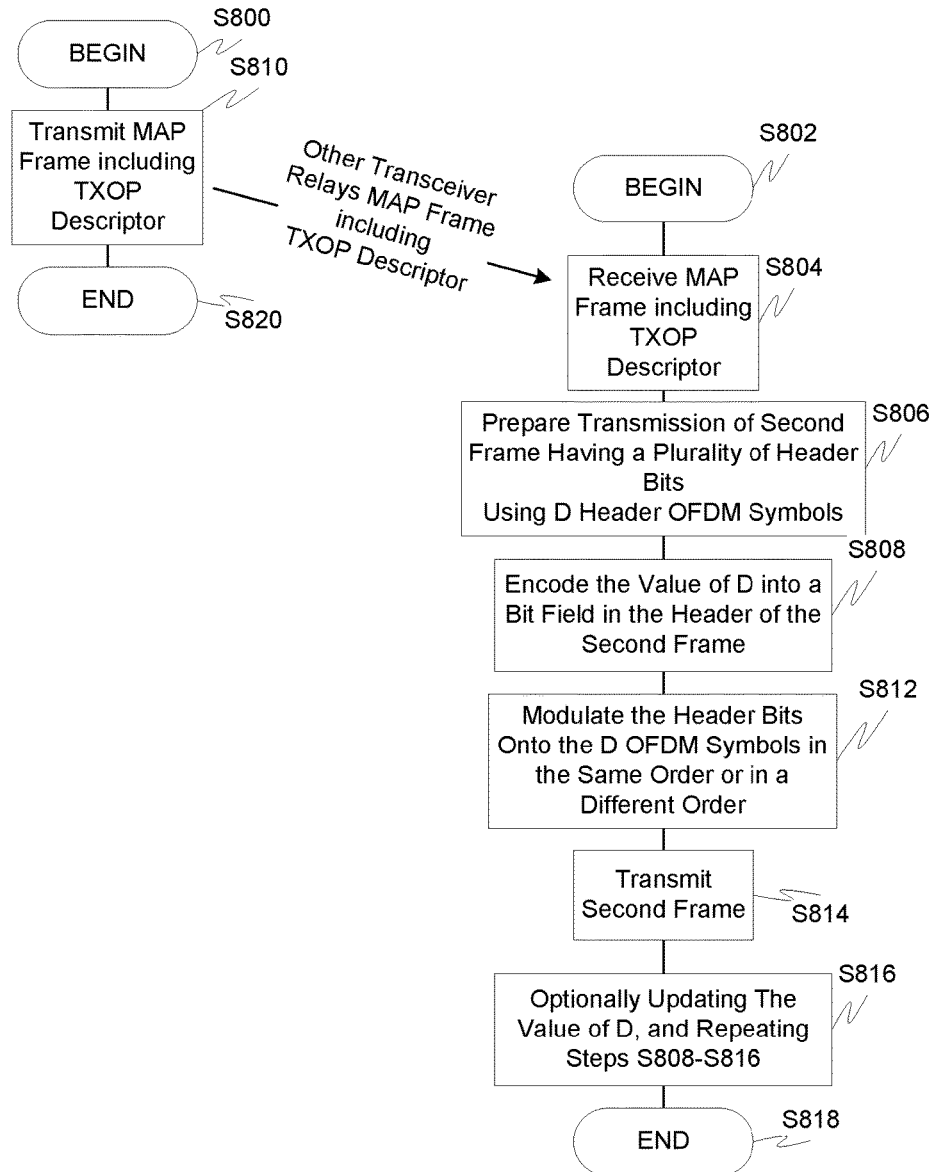 S800
BEGIN
S810
Transmit MAP
Frame including
TXOP
Descriptor
END
S820
Other Transceiver
Relays MAP Frame
including
TXOP Descriptor
S802
BEGIN
S804
Receive MAP
Frame including
TXOP
Descriptor
S806
Prepare Transmission of Second
Frame Having a Plurality of Header
Bits
Using D Header OFDM Symbols
S808
Encode the Value of D into a
Bit Field in the Header of the
Second Frame
S812
Modulate the Header Bits
Onto the D OFDM Symbols in
the Same Order or in a
Different Order
Transmit
Second Frame
S814
S816
Optionally Updating The
Value of D, and Repeating
Steps S808-S816
S818
END